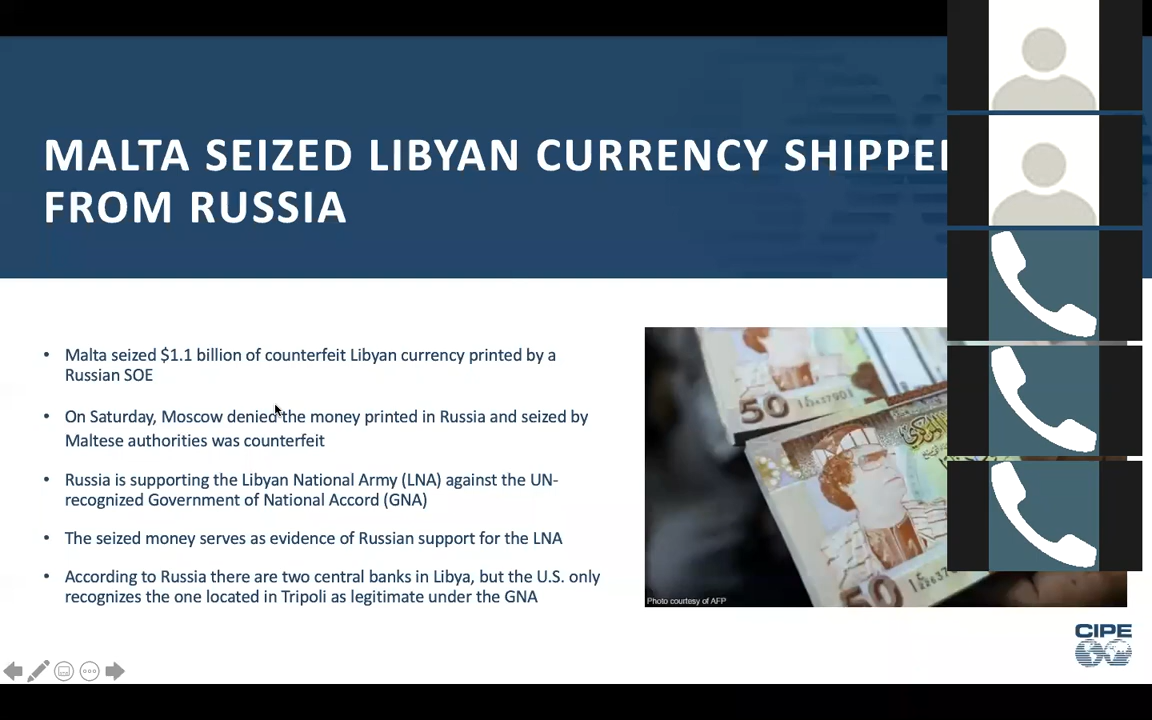 MALTA SEIZED LIBYAN CURRENCY
FROM RUSSIA
• Malta seized $1.1 billion of counterfeit Libyan currency printed by a
Russian SOE
• On Saturday, Moscow denied the money printed in Russia and seized by
Maltese authorities was counterfeit
• Russia is supporting the Libyan National Army (LNA) against the UN-
recognized Government of National Accord (GNA)
• The seized money serves as evidence of Russian support for the LNA
• According to Russia there are two central banks in Libya, but the U.S. only
recognizes the one located in Tripoli as legitimate under the GNA
50
50
Photo courtesy of AFP
CIPE